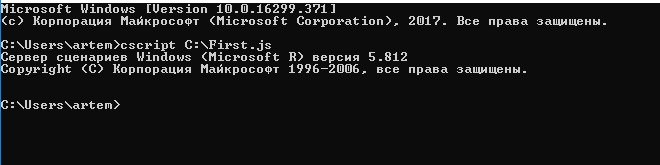 Microsoft Windows [Version 10.0.16299.371]
(c) Корпорация Майкрософт (Microsoft Corporation), 2017. Все права защищены.
C:\Users\artem>cscript C:\First.js
Сервер сценариев Windows (Microsoft R) версия 5.812
Copyright (C) Корпорация Майкрософт 1996-2006, все права защищены.
C:\Users\artem>